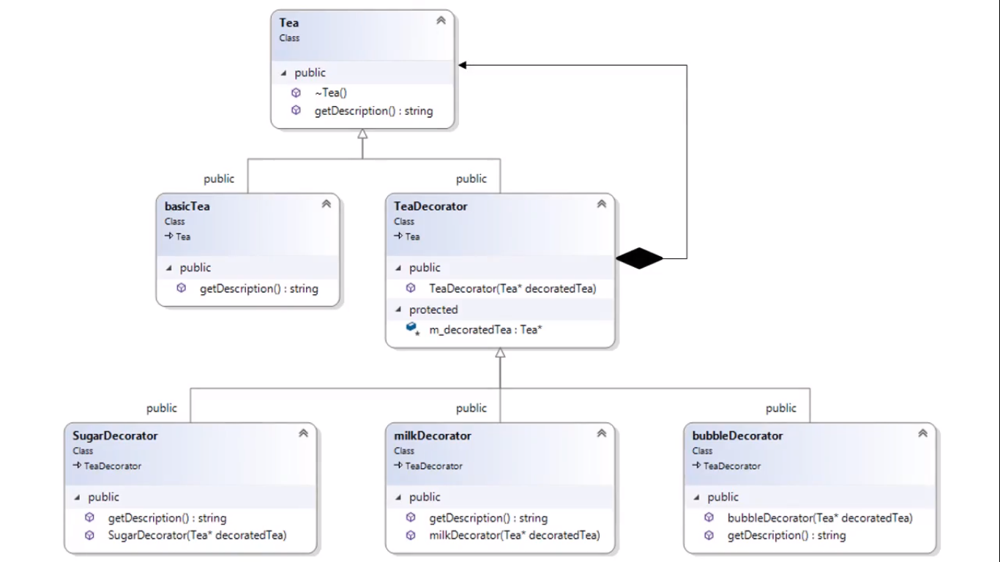 Tea
Class
public
~Tea()
getDescription() : string
public
public
basicTea
Class
Tea
public
getDescription() : string
TeaDecorator
Class
Tea
public
TeaDecorator(Tea* decoratedTea)
protected
m_decoratedTea : Tea*
public
public
public
SugarDecorator
Class
TeaDecorator
public
getDescription() : string
SugarDecorator(Tea* decoratedTea)
milkDecorator
Class
TeaDecorator
public
getDescription() : string
milkDecorator(Tea* decoratedTea)
bubbleDecorator
Class
TeaDecorator
public
bubbleDecorator(Tea* decoratedTea)
getDescription() : string